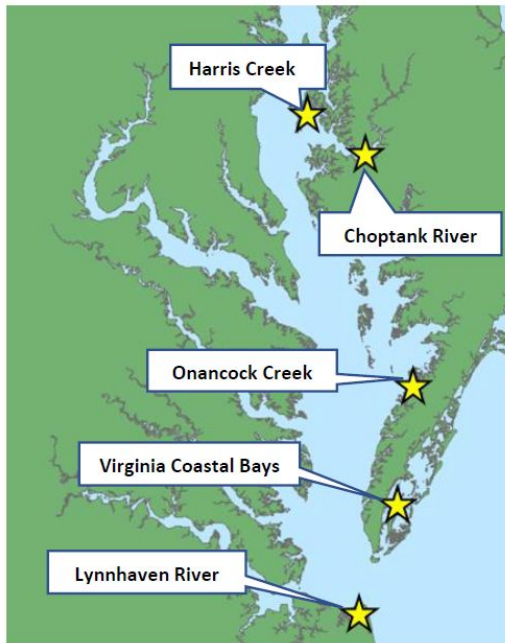 Harris Creek
Choptank River
Onancock Creek
Virginia Coastal Bays
Lynnhaven River